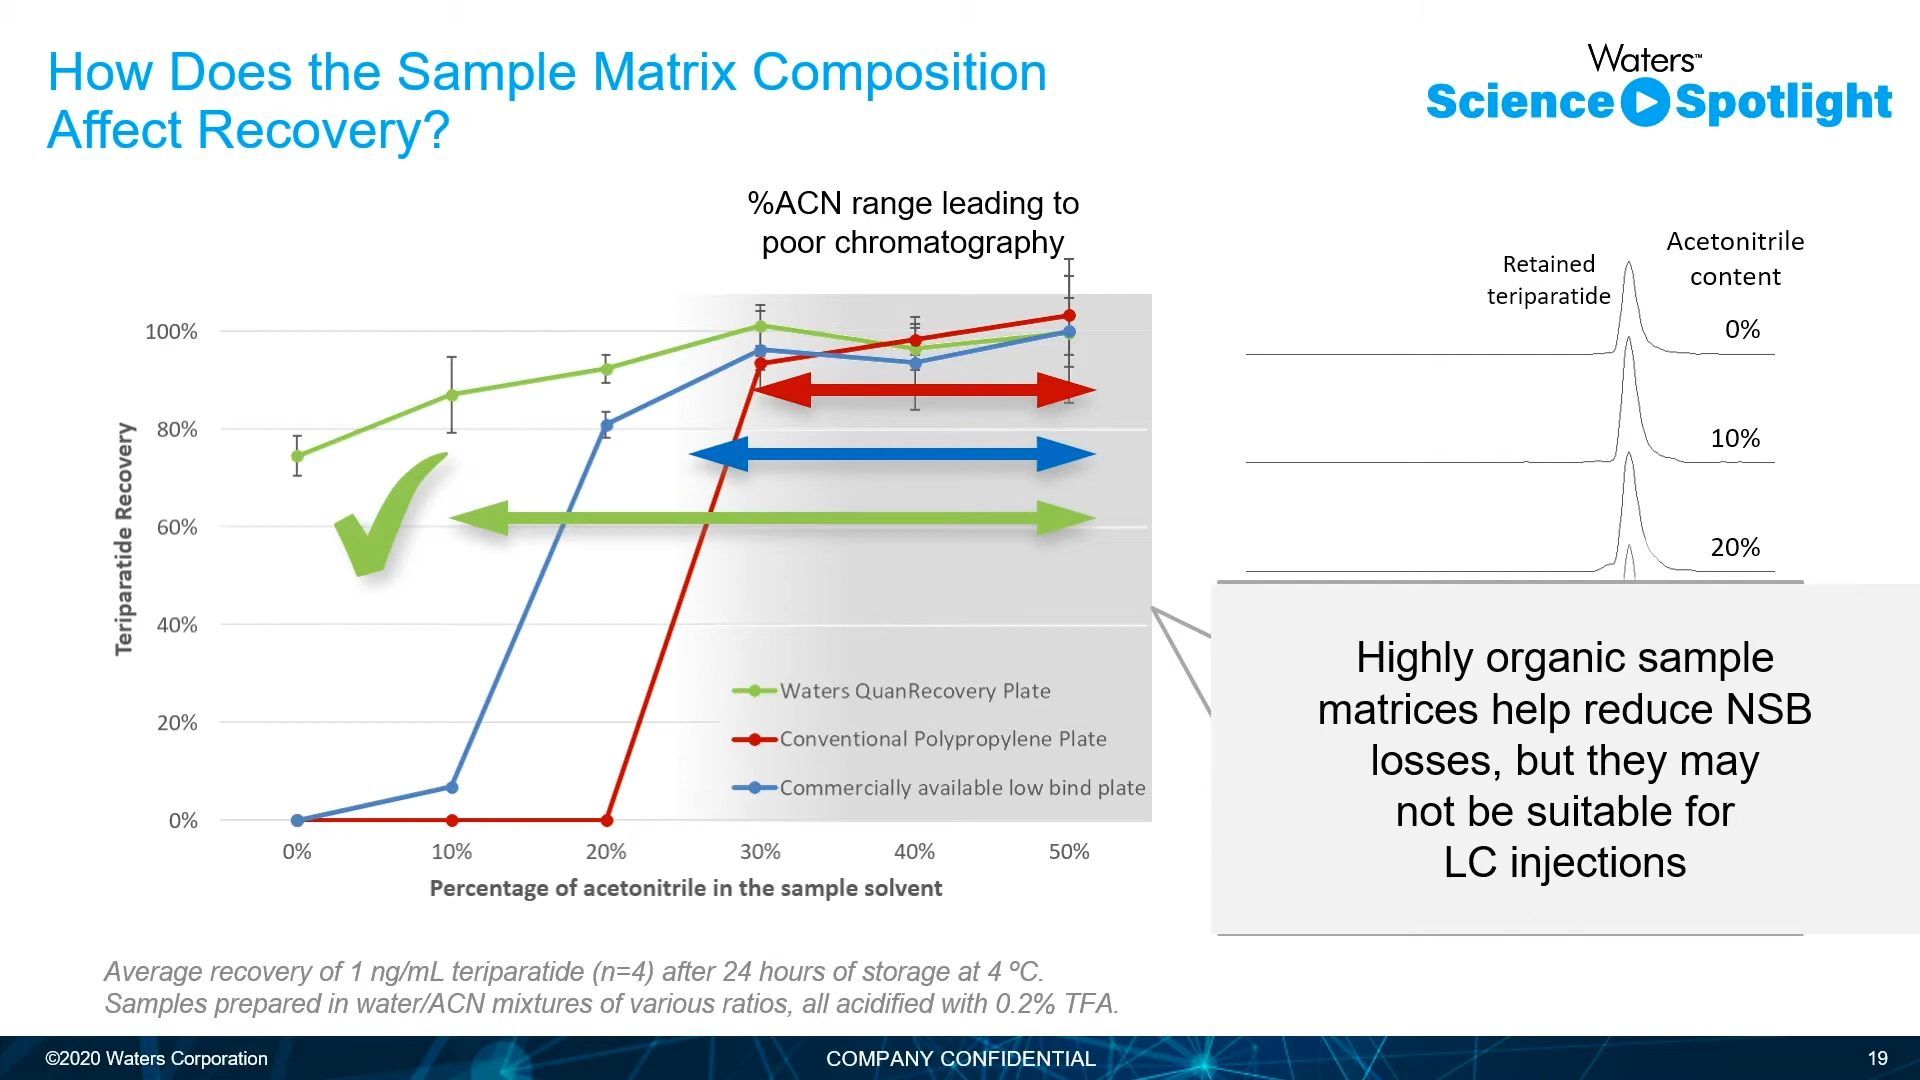 How Does the Sample Matrix Composition
Affect Recovery?
Waters™
Science Spotlight
%ACN range leading to
poor chromatography
100%
80%
60%
40%
20%
0%
Teriparatide Recovery
Waters QuanRecovery Plate
Conventional Polypropylene Plate
Commercially available low bind plate
0% 10% 20% 30% 40% 50%
Percentage of acetonitrile in the sample solvent
Retained
teriparatide
Acetonitrile
content
0%
10%
20%
Highly organic sample
matrices help reduce NSB
losses, but they may
not be suitable for
LC injections
Average recovery of 1 ng/mL teriparatide (n=4) after 24 hours of storage at 4 ºC.
Samples prepared in water/ACN mixtures of various ratios, all acidified with 0.2% TFA.
©2020 Waters Corporation
COMPANY CONFIDENTIAL
19